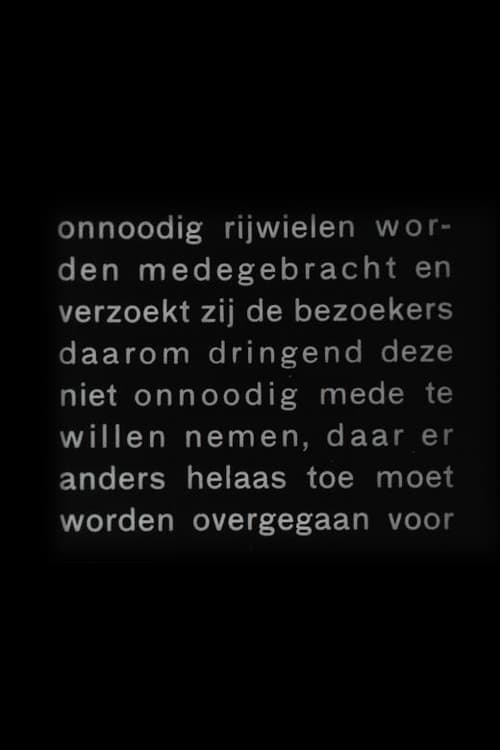 onnoodig rijwielen wor-
den medegebracht en
verzoekt zij de bezoekers
daarom dringend deze
niet onnoodig mede te
willen nemen, daar er
anders helaas toe moet
worden overgegaan voor